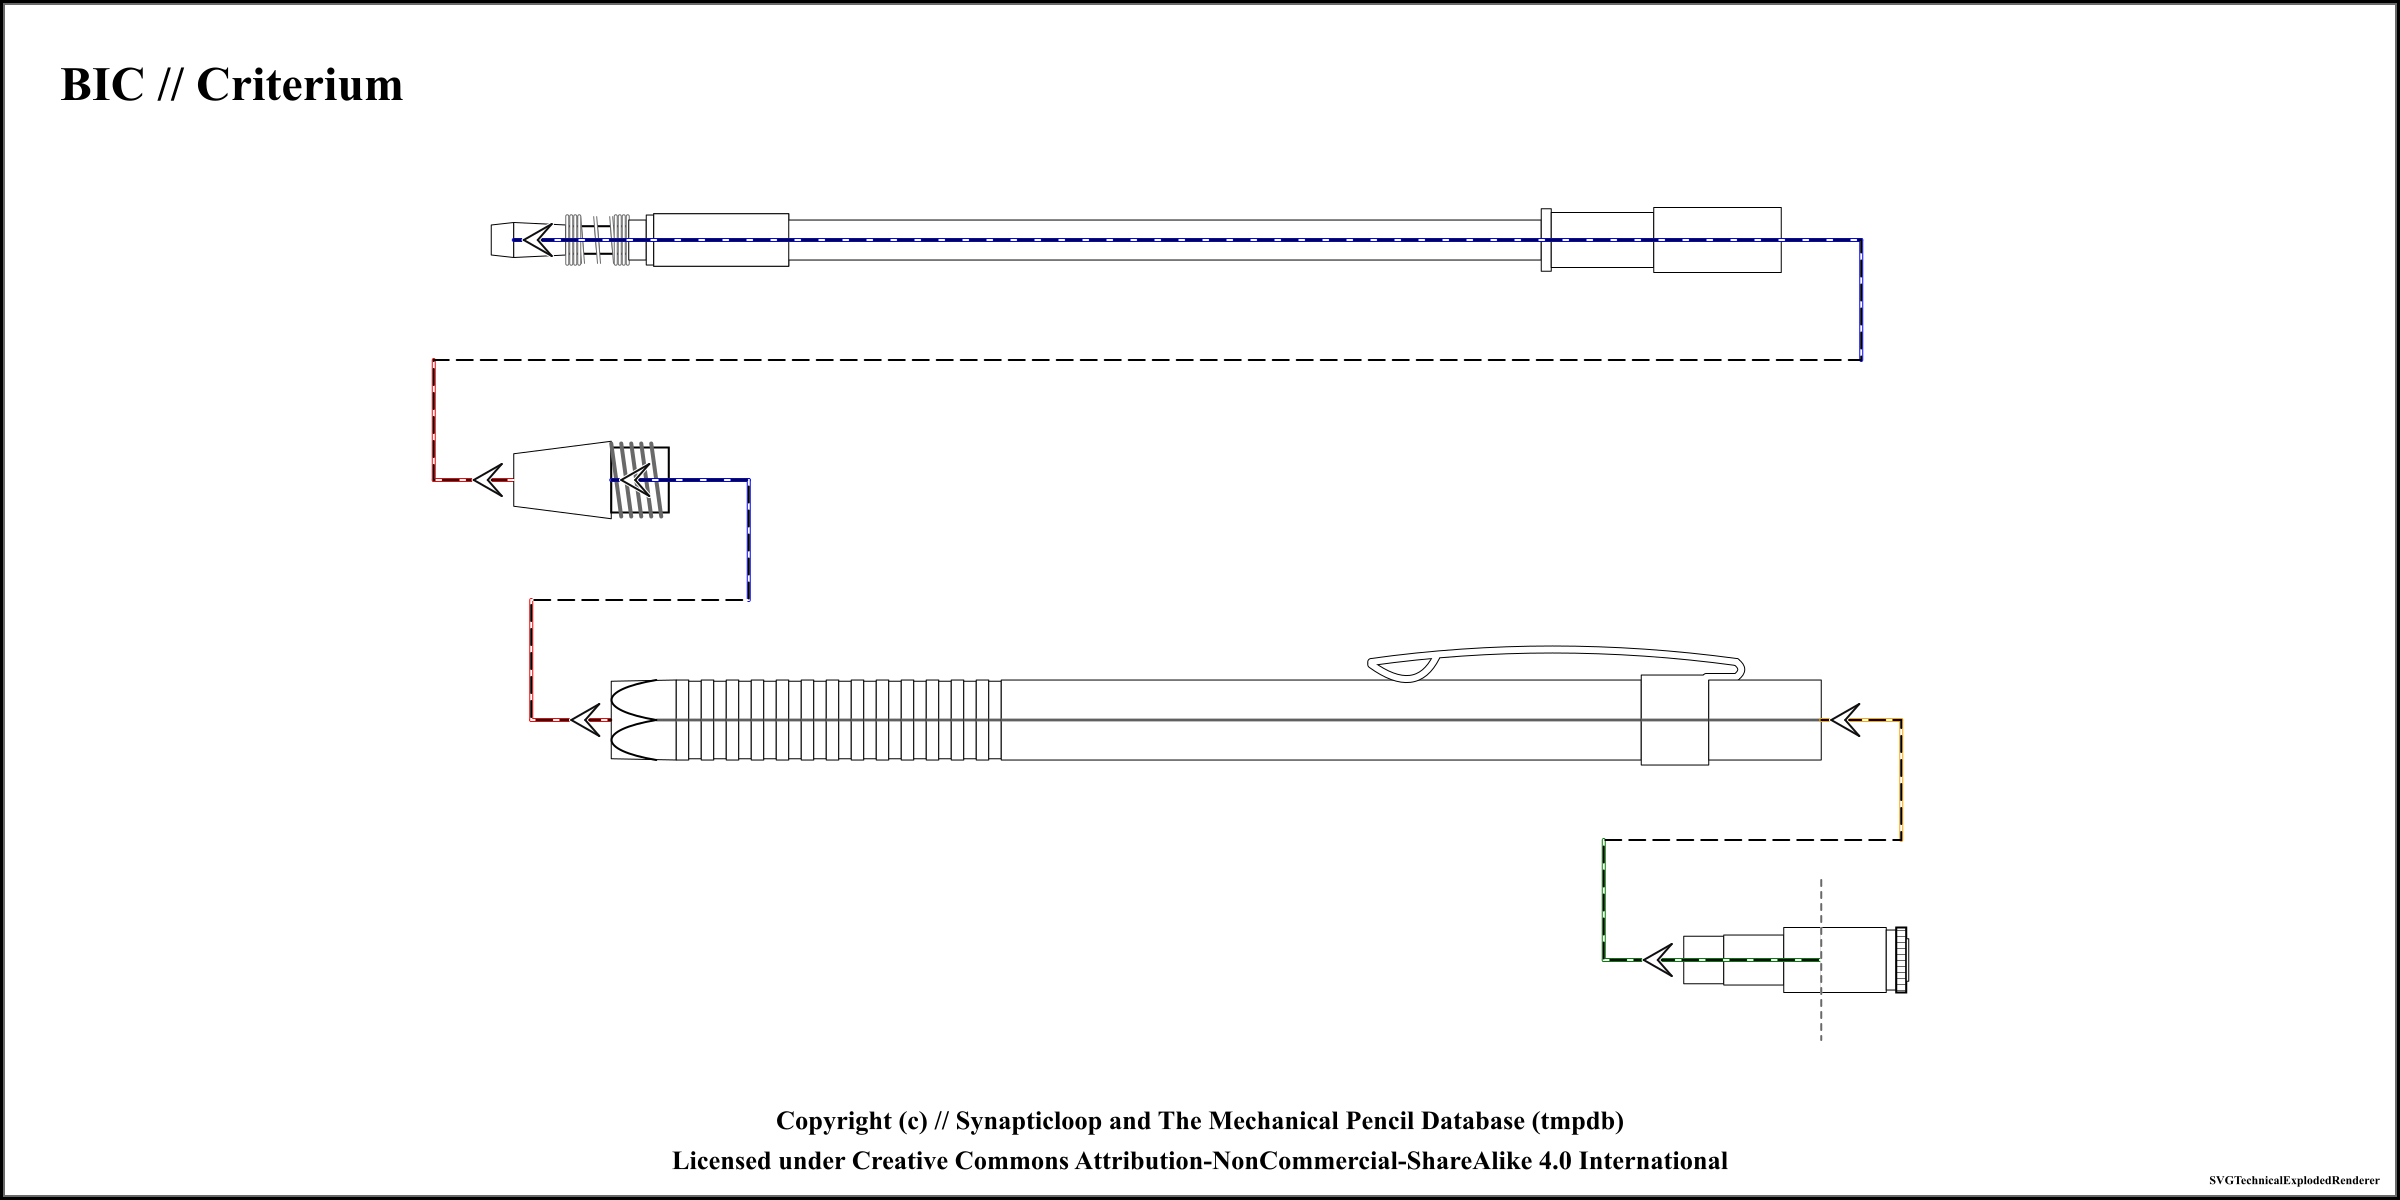 BIC // Criterium
Copyright (c) // Synapticloop and The Mechanical Pencil Database (tmpdb)
Licensed under Creative Commons Attribution-NonCommercial-ShareAlike 4.0 International
SVGTechnicalExplodedRenderer